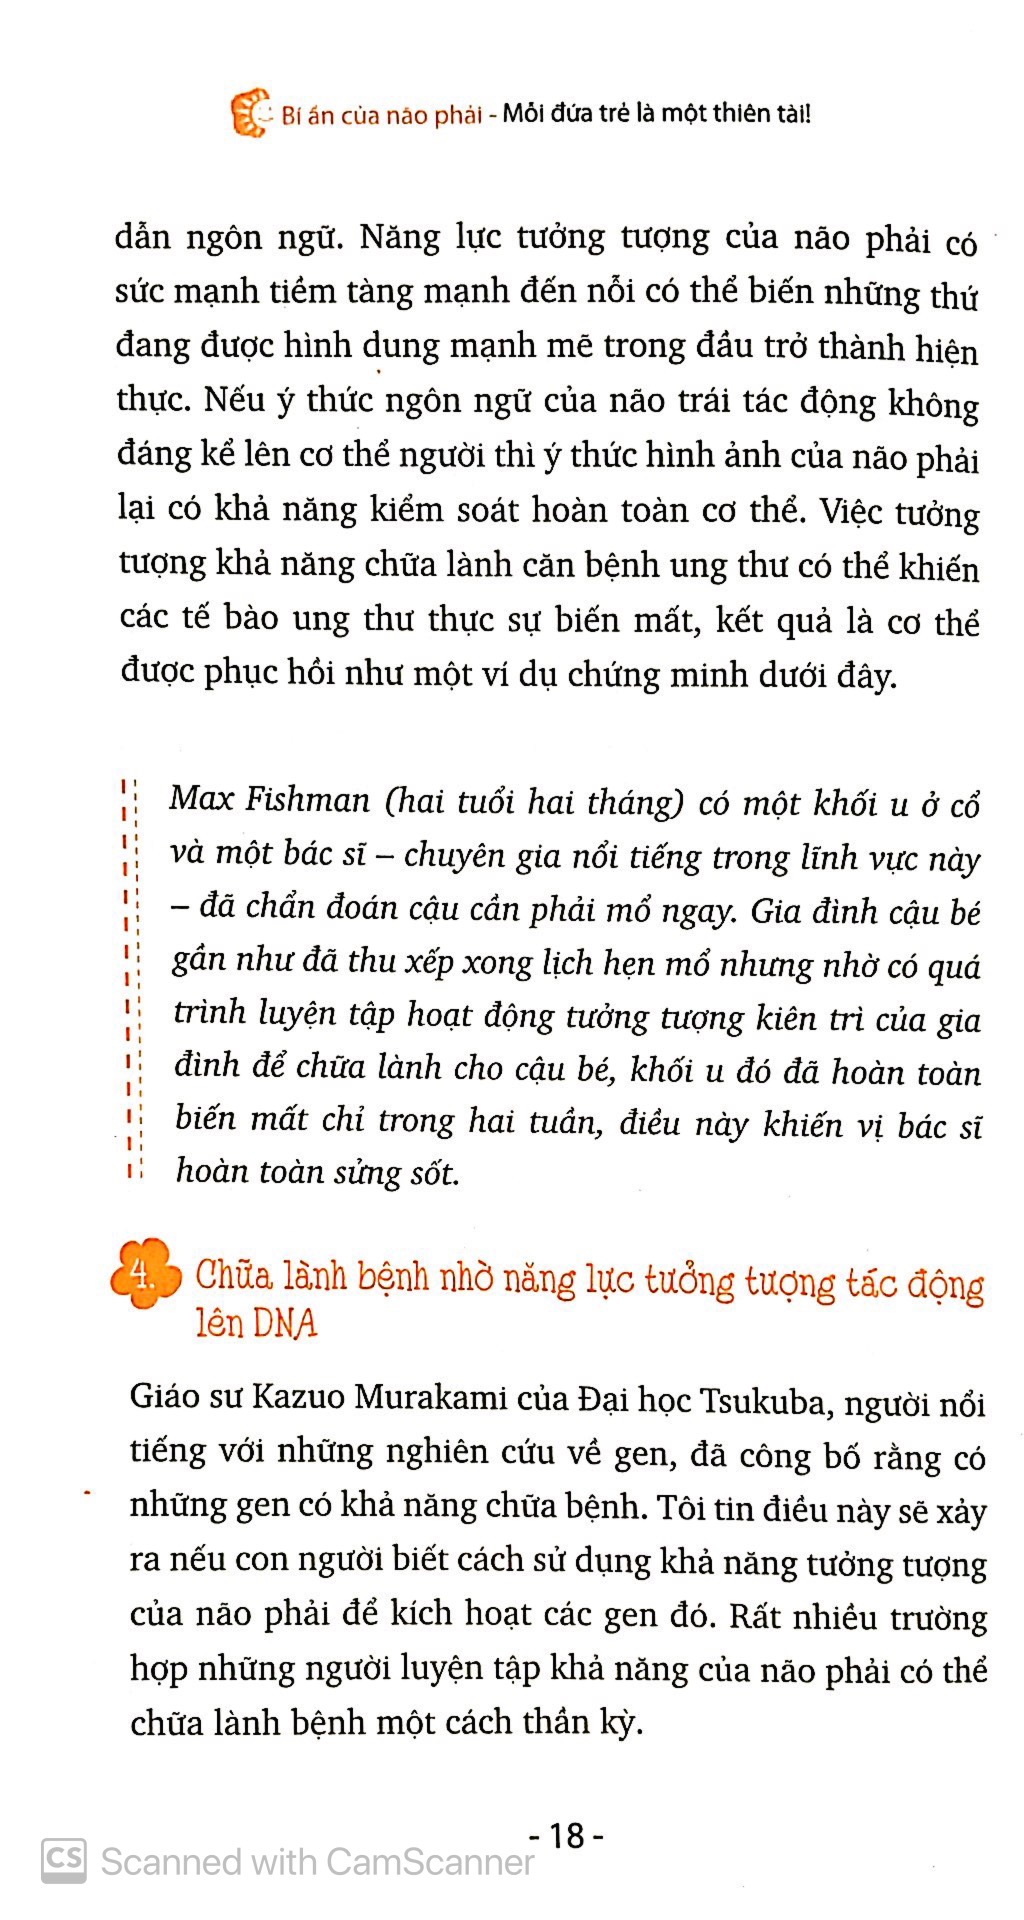 Bí ẩn của não phải - Mỗi đứa trẻ là một thiên tài!
dẫn ngôn ngữ. Năng lực tưởng tượng của não phải có
sức mạnh tiềm tàng mạnh đến nỗi có thể biến những thứ
đang được hình dung mạnh mẽ trong đầu trở thành hiện
thực. Nếu ý thức ngôn ngữ của não trái tác động không
đáng kể lên cơ thể người thì ý thức hình ảnh của não phải
lại có khả năng kiểm soát hoàn toàn cơ thể. Việc tưởng
tượng khả năng chữa lành căn bệnh ung thư có thể khiến
các tế bào ung thư thực sự biến mất, kết quả là cơ thể
được phục hồi như một ví dụ chứng minh dưới đây.
Max Fishman (hai tuổi hai tháng) có một khối u ở cổ
và một bác sĩ – chuyên gia nổi tiếng trong lĩnh vực này
– đã chẩn đoán cậu cần phải mổ ngay. Gia đình cậu bé
gần như đã thu xếp xong lịch hẹn mổ nhưng nhờ có quá
trình luyện tập hoạt động tưởng tượng kiên trì của gia
đình để chữa lành cho cậu bé, khối u đó đã hoàn toàn
biến mất chỉ trong hai tuần, điều này khiến vị bác sĩ
hoàn toàn sửng sốt.
4. Chữa lành bệnh nhờ năng lực tưởng tượng tác động
lên DNA
Giáo sư Kazuo Murakami của Đại học Tsukuba, người nổi
tiếng với những nghiên cứu về gen, đã công bố rằng có
những gen có khả năng chữa bệnh. Tôi tin điều này sẽ xảy
ra nếu con người biết cách sử dụng khả năng tưởng tượng
của não phải để kích hoạt các gen đó. Rất nhiều trường
hợp những người luyện tập khả năng của não phải có thể
chữa lành bệnh một cách thần kỳ.
- 18 -
CS Scanned with CamScanner